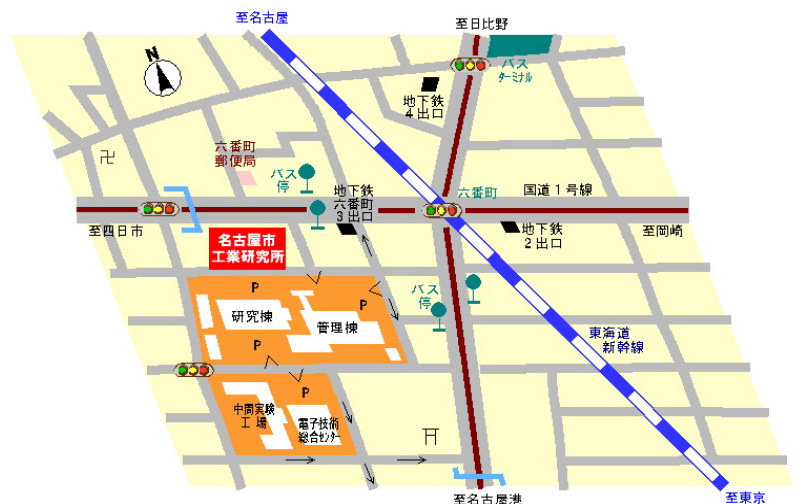 至名古屋
至日比野
N
バス
ターミナル
地下鉄
4出口
六番町
郵便局
バス
停
地下鉄
六番町
3出口
六番町
国道1号線
至四日市
地下鉄
2出口
至岡崎
名古屋市
工業研究所
P
P
研究棟
管理棟
バス
停
東海道
新幹線
P
P
中間実験
工場
電子技術
総合センター
至名古屋港
至東京